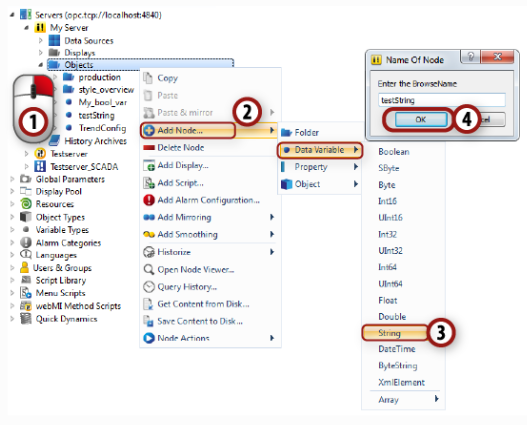 Servers (opc.tcp://localhost:4840)
My Server
Data Sources
Displays
Objects
production
style_overview
My_bool_var
testString
TrendConfig
History Archives
Testserver
Testserver_SCADA
Global Parameters
Display Pool
Resources
Object Types
Variable Types
Alarm Categories
Languages
Users & Groups
Script Library
Menu Scripts
webMI Method Scripts
Quick Dynamics
1
Copy
Paste
Paste & mirror
2
Add Node...
Delete Node
Add Display...
Add Script...
Add Alarm Configuration...
Add Mirroring
Add Smoothing
Historize
Open Node Viewer...
Query History...
Get Content from Disk...
Save Content to Disk...
Node Actions
Folder
Data Variable
Property
Object
Boolean
SByte
Byte
Int16
UInt16
Int32
UInt32
Int64
UInt64
Float
Double
String
3
DateTime
ByteString
XmlElement
Array
Name Of Node
Enter the BrowseName
testString
OK
4